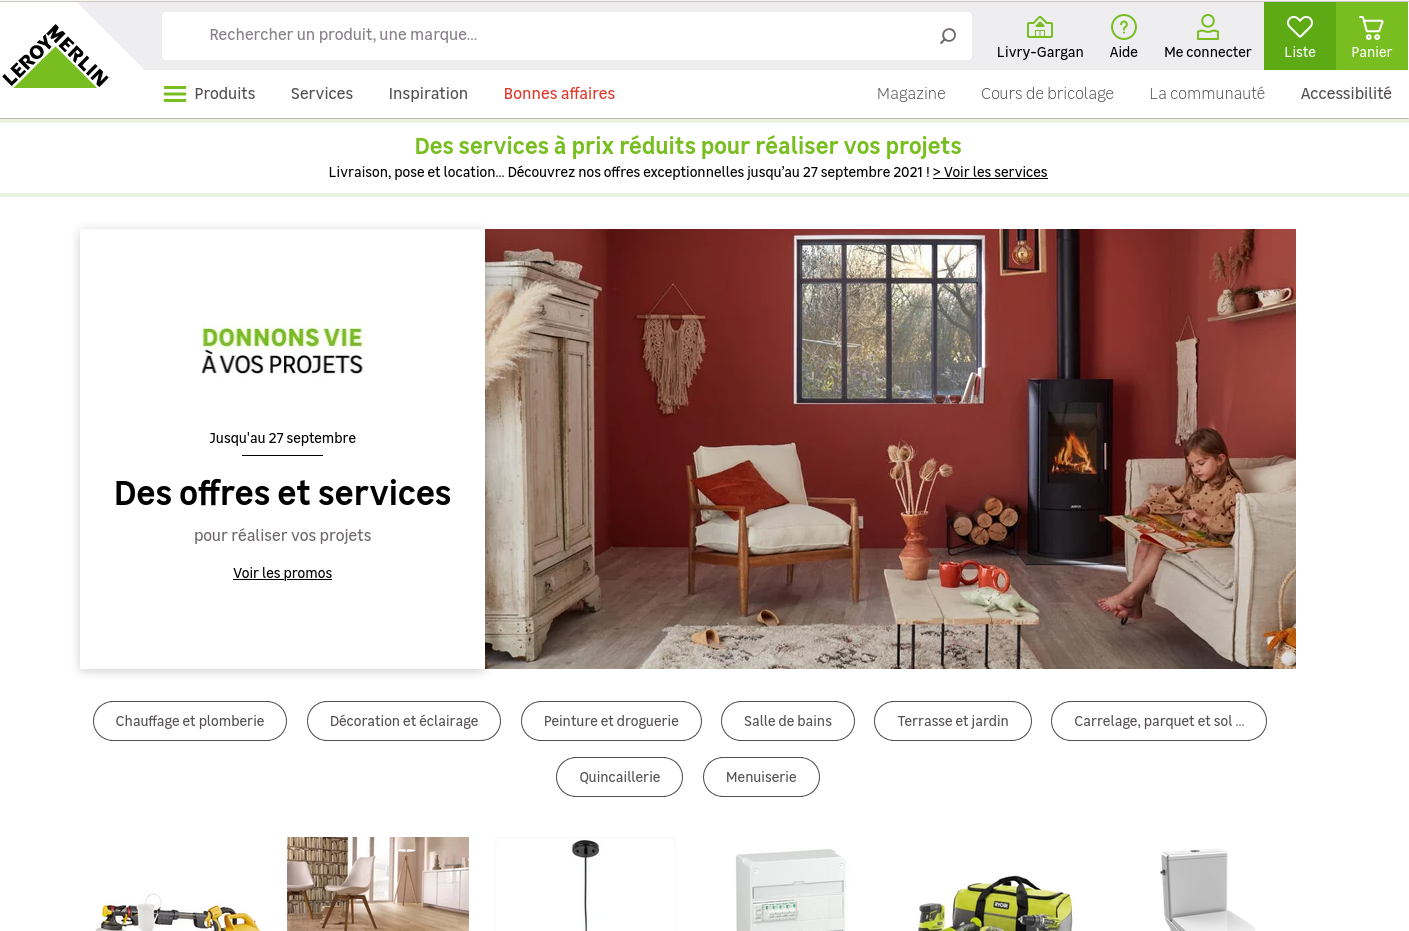 LEROY MERLIN
Rechercher un produit, une marque...
Livry-Gargan
Aide
Me connecter
Liste
Panier
Produits
Services
Inspiration
Bonnes affaires
Magazine
Cours de bricolage
La communauté
Accessibilité
Des services à prix réduits pour réaliser vos projets
Livraison, pose et location... Découvrez nos offres exceptionnelles jusqu'au 27 septembre 2021 ! > Voir les services
DONNONS VIE
À VOS PROJETS
Jusqu'au 27 septembre
Des offres et services
pour réaliser vos projets
Voir les promos
Chauffage et plomberie
Décoration et éclairage
Peinture et droguerie
Salle de bains
Terrasse et jardin
Carrelage, parquet et sol ...
Quincaillerie
Menuiserie
RYOBI